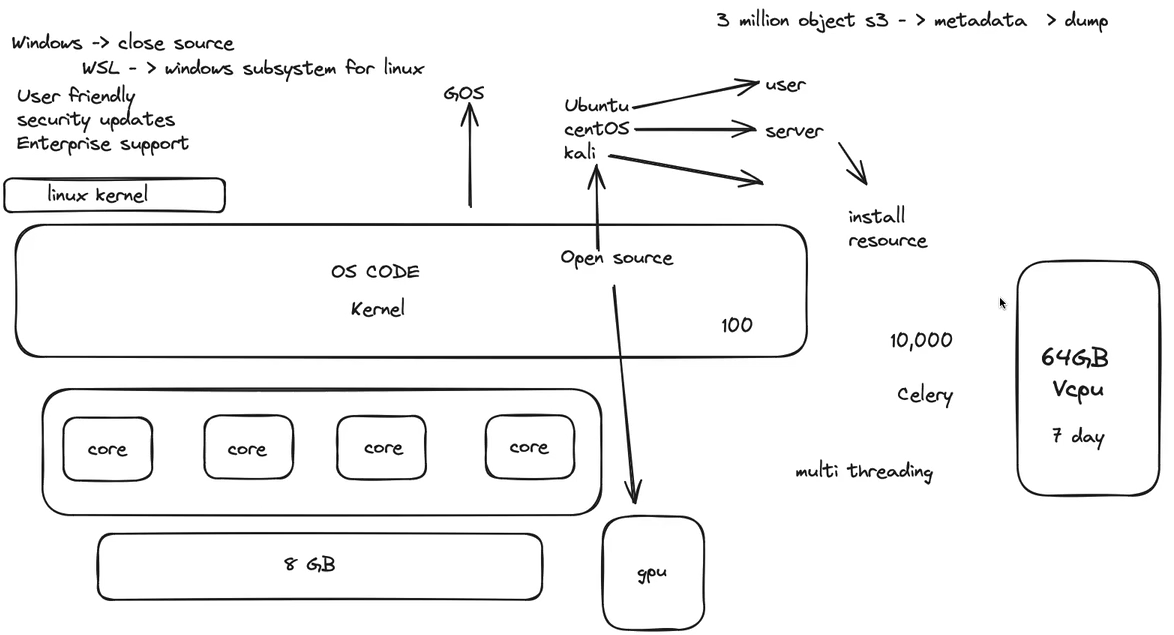 3 million object s3 - > metadata > dump
Windows -> close source
WSL - > windows subsystem for linux
User friendly
security updates
Enterprise support
linux kernel
GOS
Ubuntu
centOS
kali
user
server
install
resource
Open source
OS CODE
Kernel
100
10,000
Celery
multi threading
64GB
Vcpu
7 day
core
core
core
core
8 GB
gpu